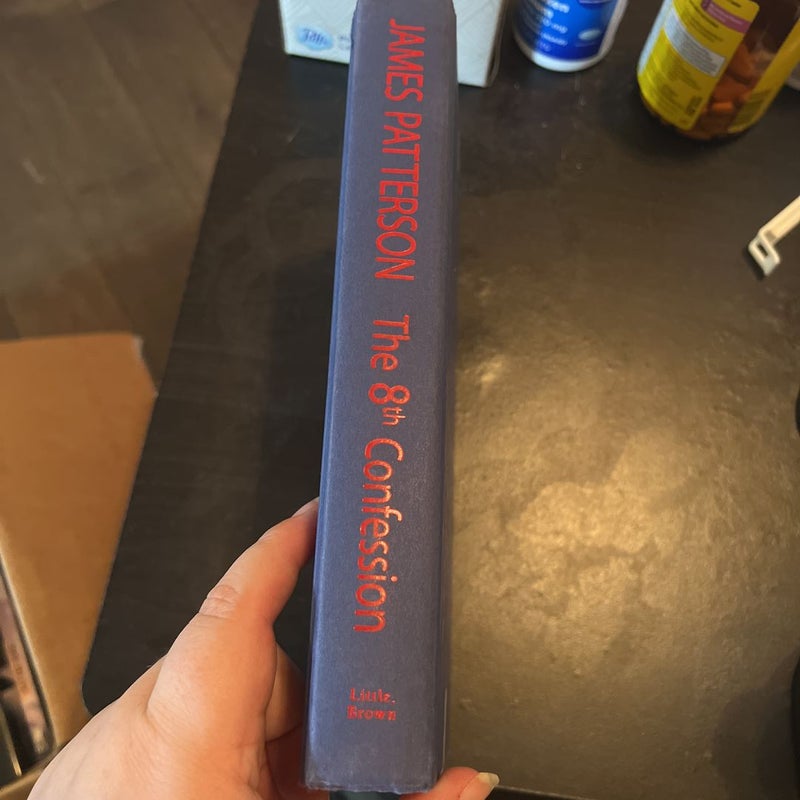 JAMES PATTERSON The 8th Confession
Little,
Brown